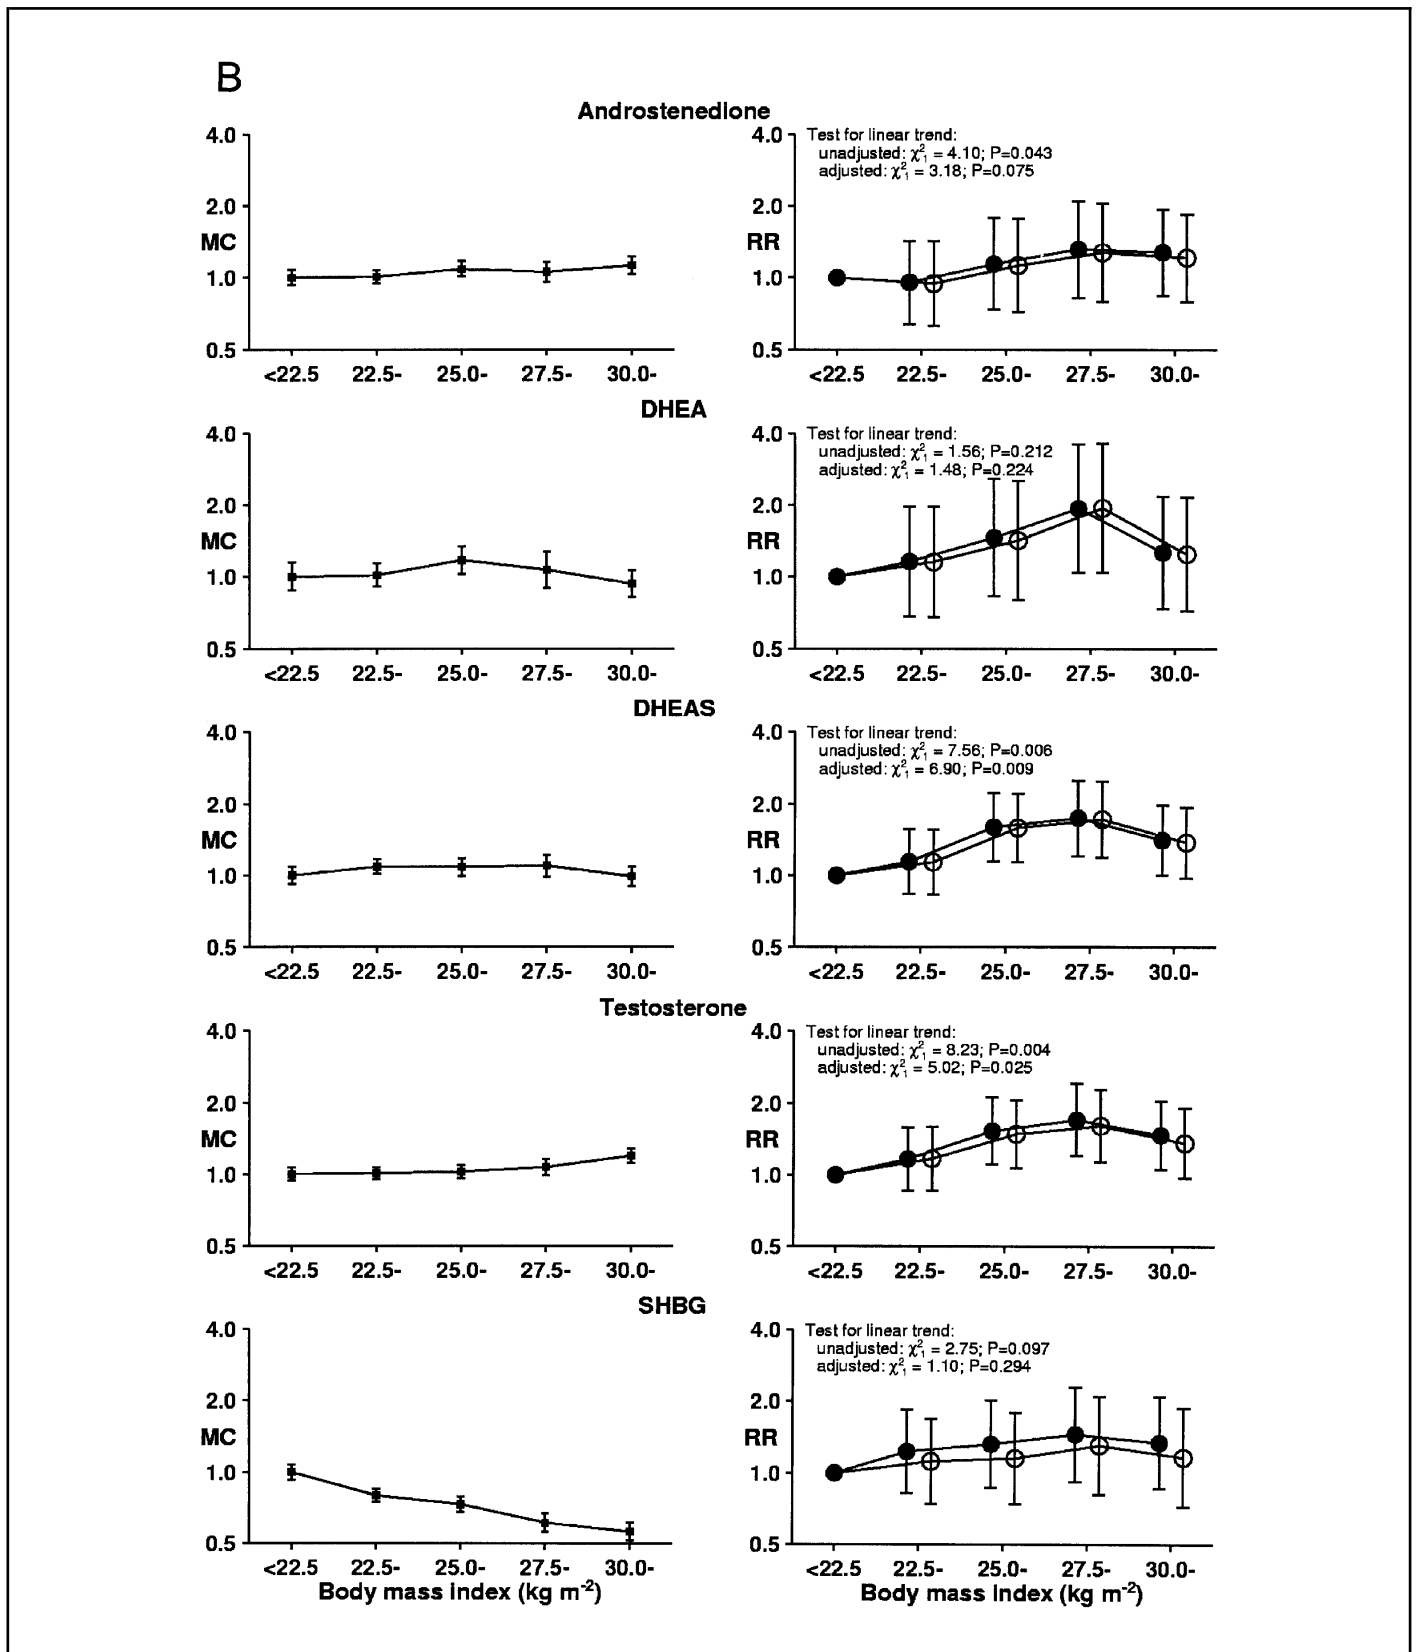 B
Androstenedione
4.0
2.0
MC
1.0
0.5
<22.5 22.5- 25.0- 27.5- 30.0-
4.0
Test for linear trend:
unadjusted: χ²₁ = 4.10; P=0.043
adjusted: χ²₁ = 3.18; P=0.075
2.0
RR
1.0
0.5
<22.5 22.5- 25.0- 27.5- 30.0-
DHEA
4.0
2.0
MC
1.0
0.5
<22.5 22.5- 25.0- 27.5- 30.0-
4.0
Test for linear trend:
unadjusted: χ²₁ = 1.56; P=0.212
adjusted: χ²₁ = 1.48; P=0.224
2.0
RR
1.0
0.5
<22.5 22.5- 25.0- 27.5- 30.0-
DHEAS
4.0
2.0
MC
1.0
0.5
<22.5 22.5- 25.0- 27.5- 30.0-
4.0
Test for linear trend:
unadjusted: χ²₁ = 7.56; P=0.006
adjusted: χ²₁ = 6.90; P=0.009
2.0
RR
1.0
0.5
<22.5 22.5- 25.0- 27.5- 30.0-
Testosterone
4.0
2.0
MC
1.0
0.5
<22.5 22.5- 25.0- 27.5- 30.0-
4.0
Test for linear trend:
unadjusted: χ²₁ = 8.23; P=0.004
adjusted: χ²₁ = 5.02; P=0.025
2.0
RR
1.0
0.5
<22.5 22.5- 25.0- 27.5- 30.0-
SHBG
4.0
2.0
MC
1.0
0.5
<22.5 22.5- 25.0- 27.5- 30.0-
Body mass index (kg m⁻²)
4.0
Test for linear trend:
unadjusted: χ²₁ = 2.75; P=0.097
adjusted: χ²₁ = 1.10; P=0.294
2.0
RR
1.0
0.5
<22.5 22.5- 25.0- 27.5- 30.0-
Body mass index (kg m⁻²)